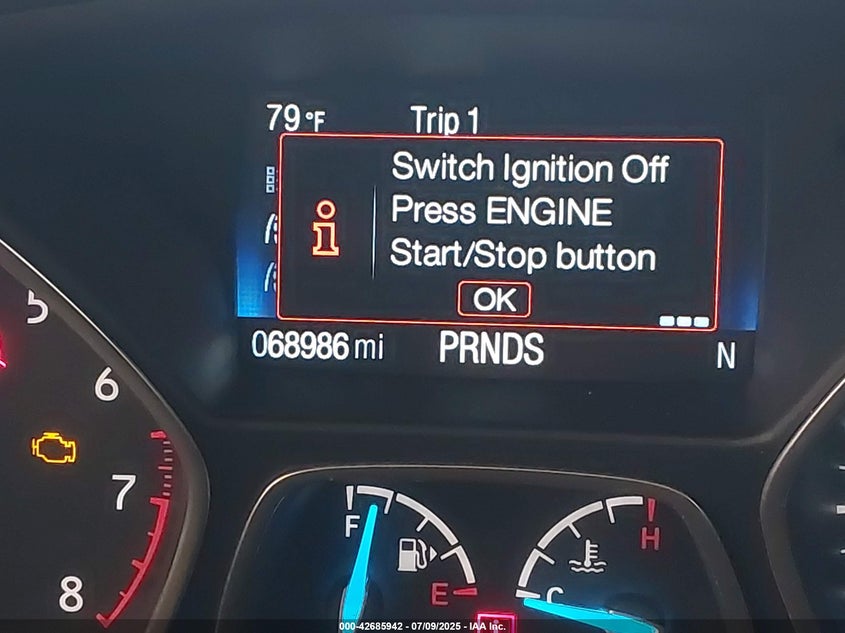 79°F Trip 1
Switch Ignition Off
Press ENGINE
Start/Stop button
OK
068986 mi PRNDS N
5
6
7
8
F
E
H
C
000-42685942 - 07/09/2025 - IAA Inc.